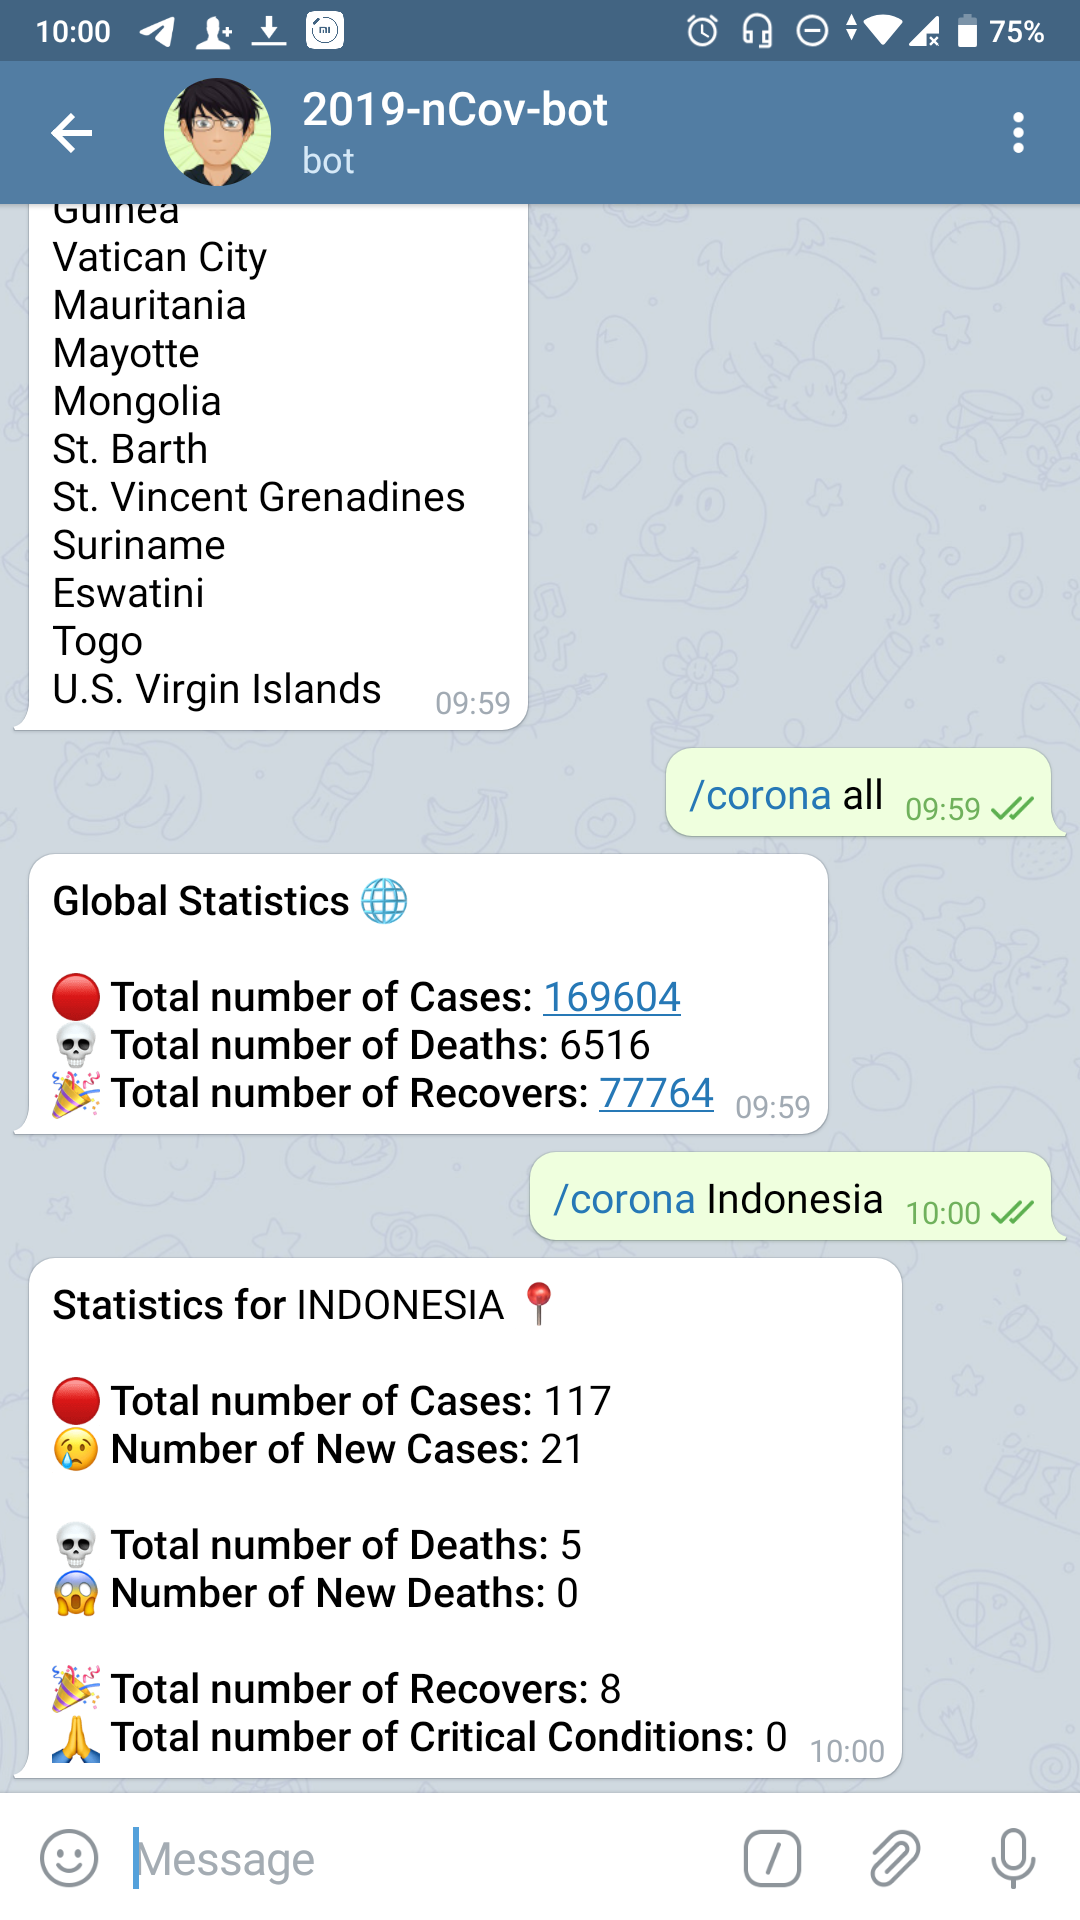 10:00
75%
2019-nCov-bot
bot
Guinea
Vatican City
Mauritania
Mayotte
Mongolia
St. Barth
St. Vincent Grenadines
Suriname
Eswatini
Togo
U.S. Virgin Islands 09:59
/corona all 09:59
Global Statistics
Total number of Cases: 169604
Total number of Deaths: 6516
Total number of Recovers: 77764 09:59
/corona Indonesia 10:00
Statistics for INDONESIA
Total number of Cases: 117
Number of New Cases: 21
Total number of Deaths: 5
Number of New Deaths: 0
Total number of Recovers: 8
Total number of Critical Conditions: 0 10:00
Message